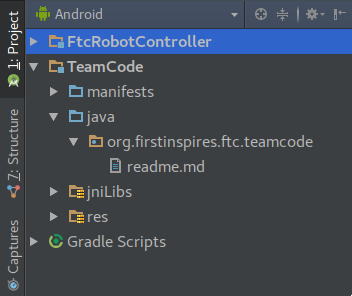 Android
1: Project
FtcRobotController
TeamCode
manifests
java
org.firstinspires.ftc.teamcode
readme.md
7: Structure
jniLibs
res
Captures
Gradle Scripts